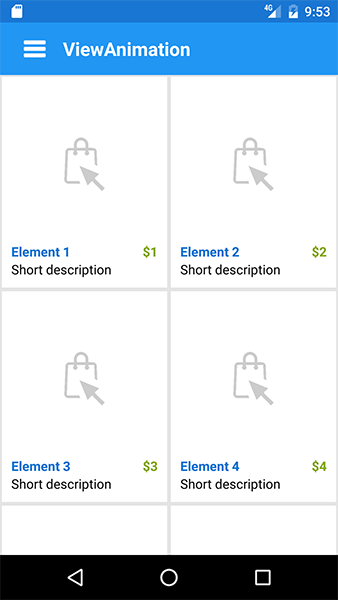 4G 9:53
ViewAnimation
Element 1 $1
Short description
Element 2 $2
Short description
Element 3 $3
Short description
Element 4 $4
Short description